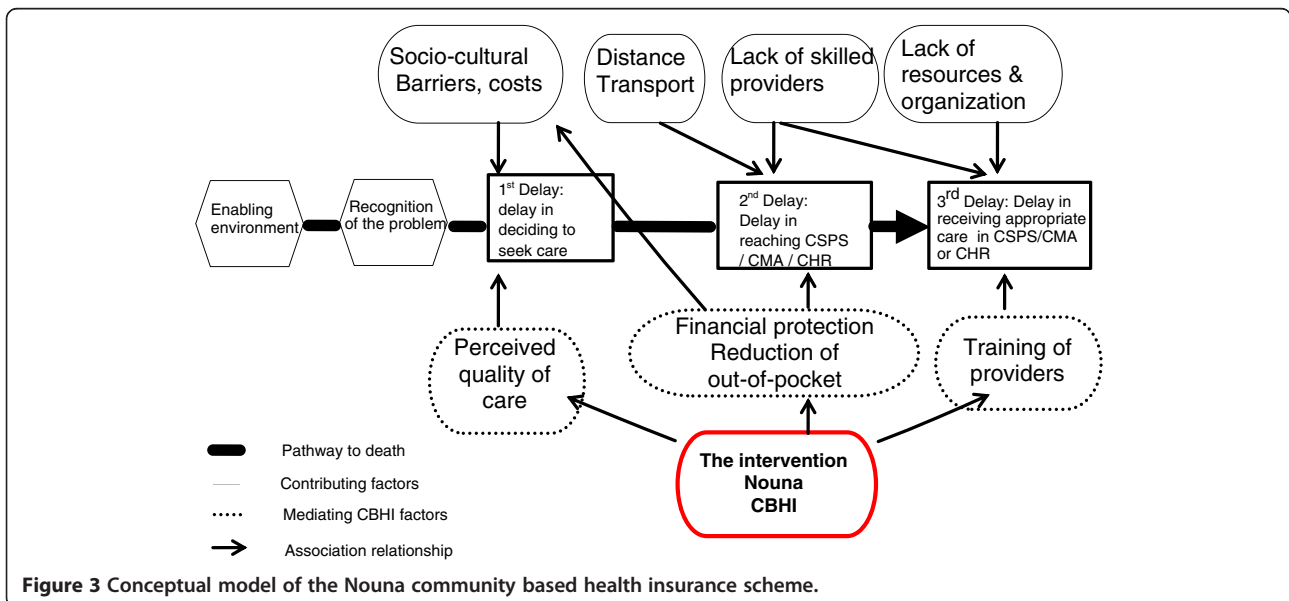 Socio-cultural
Barriers, costs
Distance
Transport
Lack of skilled
providers
Lack of
resources &
organization
Enabling
environment
Recognition
of the problem
1st Delay:
delay in
deciding to
seek care
2nd Delay:
Delay in
reaching CSPS
/ CMA / CHR
3rd Delay: Delay in
receiving appropriate
care in CSPS/CMA
or CHR
Perceived
quality of
care
Financial protection
Reduction of
out-of-pocket
Training of
providers
The intervention
Nouna
CBHI
Pathway to death
Contributing factors
Mediating CBHI factors
Association relationship
Figure 3 Conceptual model of the Nouna community based health insurance scheme.